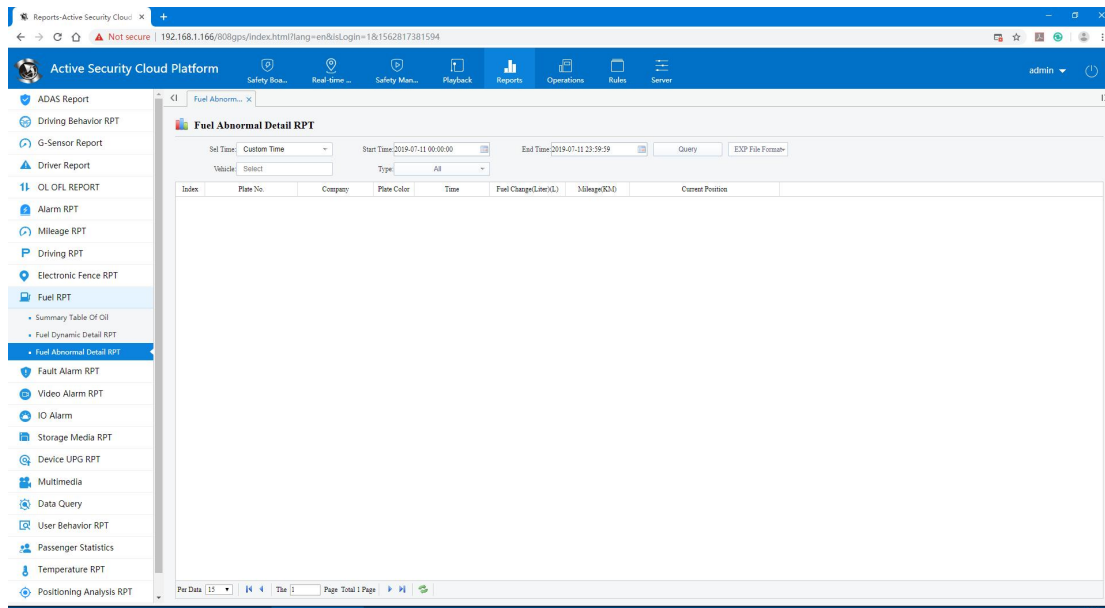 Reports-Active Security Cloud
Not secure | 192.168.1.166/808gps/index.html?lang=en&isLogin=1&1562817381594
Active Security Cloud Platform
Safety Boa...
Real-time ...
Safety Man...
Playback
Reports
Operations
Rules
Server
admin
ADAS Report
Driving Behavior RPT
G-Sensor Report
Driver Report
OL OFL REPORT
Alarm RPT
Mileage RPT
Driving RPT
Electronic Fence RPT
Fuel RPT
Summary Table Of Oil
Fuel Dynamic Detail RPT
Fuel Abnormal Detail RPT
Fault Alarm RPT
Video Alarm RPT
IO Alarm
Storage Media RPT
Device UPG RPT
Multimedia
Data Query
User Behavior RPT
Passenger Statistics
Temperature RPT
Positioning Analysis RPT
Fuel Abnorm...
Fuel Abnormal Detail RPT
Sel Time: Custom Time Start Time: 2019-07-11 00:00:00 End Time: 2019-07-11 23:59:59 Query EXP File Format
Vehicle: Select Type: All
Index Plate No. Company Plate Color Time Fuel Change(Liter)(L) Mileage(KM) Current Position
Per Data 15 The 1 Page Total 1 Page